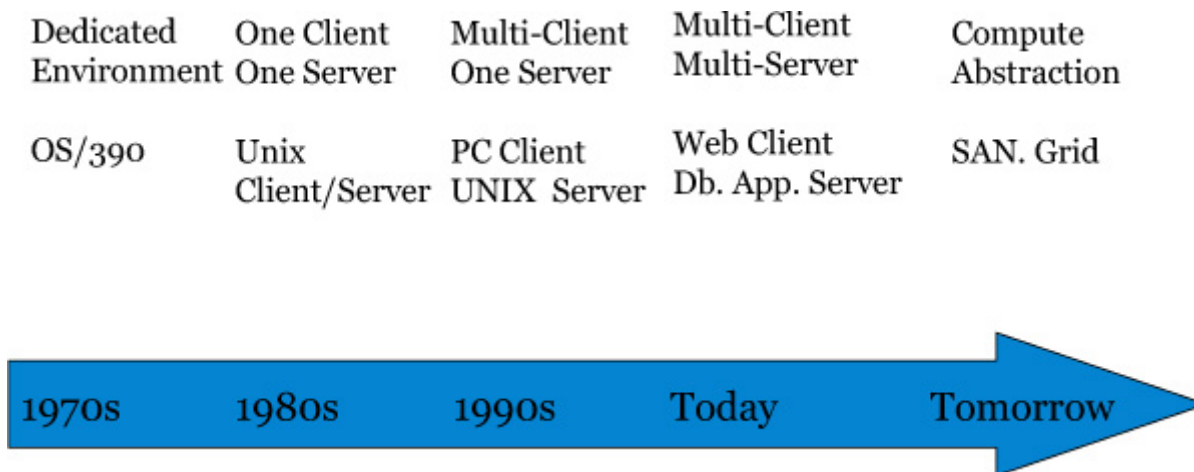 Dedicated
Environment
One Client
One Server
Multi-Client
One Server
Multi-Client
Multi-Server
Compute
Abstraction
OS/390
Unix
Client/Server
PC Client
UNIX Server
Web Client
Db. App. Server
SAN. Grid
1970s
1980s
1990s
Today
Tomorrow